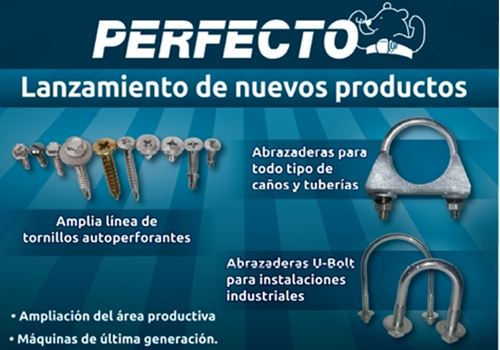 PERFECTO
Lanzamiento de nuevos productos
Abrazaderas para
todo tipo de
caños y tuberías
Amplia línea de
tornillos autoperforantes
Abrazaderas U-Bolt
para instalaciones
industriales
• Ampliación del área productiva
• Máquinas de última generación.